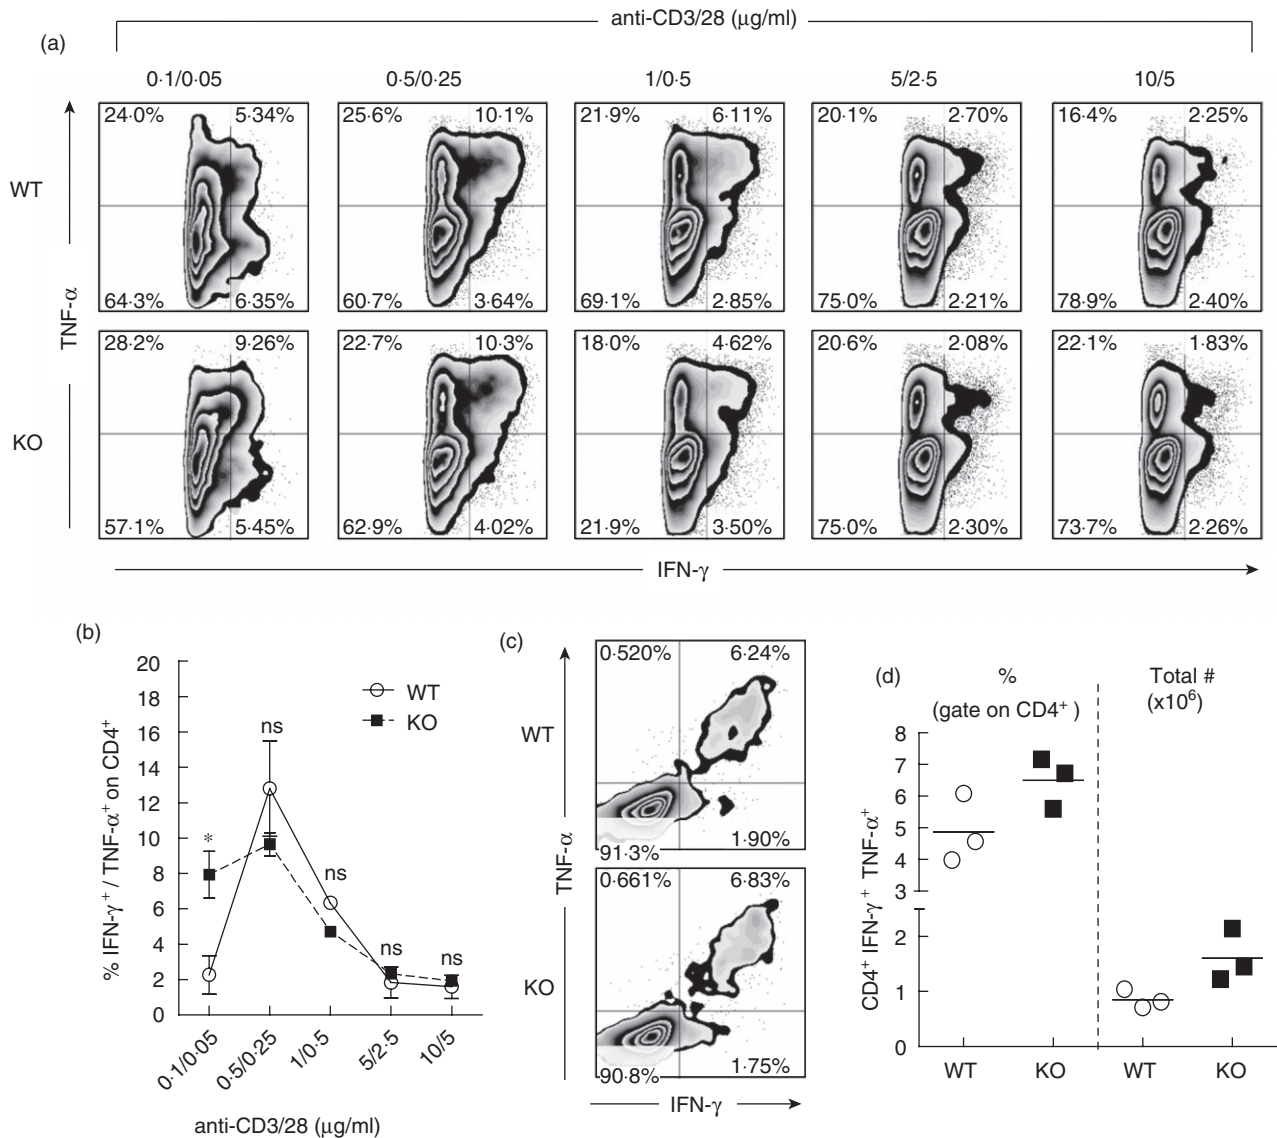 anti-CD3/28 (μg/ml)
(a)
0·1/0·05 0·5/0·25 1/0·5 5/2·5 10/5
24·0% 5·34% 25·6% 10·1% 21·9% 6·11% 20·1% 2·70% 16·4% 2·25%
WT
64·3% 6·35% 60·7% 3·64% 69·1% 2·85% 75·0% 2·21% 78·9% 2·40%
TNF-α
28·2% 9·26% 22·7% 10·3% 18·0% 4·62% 20·6% 2·08% 22·1% 1·83%
KO
57·1% 5·45% 62·9% 4·02% 21·9% 3·50% 75·0% 2·30% 73·7% 2·26%
IFN-γ
(b)
% IFN-γ⁺ / TNF-α⁺ on CD4⁺
20
18
16
14
12
10
8
6
4
2
0
WT
KO
* ns ns ns ns
0·1/0·05 0·5/0·25 1/0·5 5/2·5 10/5
anti-CD3/28 (μg/ml)
(c)
0·520% 6·24%
WT
91·3% 1·90%
TNF-α
0·661% 6·83%
KO
90·8% 1·75%
IFN-γ
(d)
% Total #
(gate on CD4⁺ ) (x10⁶)
CD4⁺ IFN-γ⁺ TNF-α⁺
8
7
6
5
4
3
2
1
0
WT KO WT KO